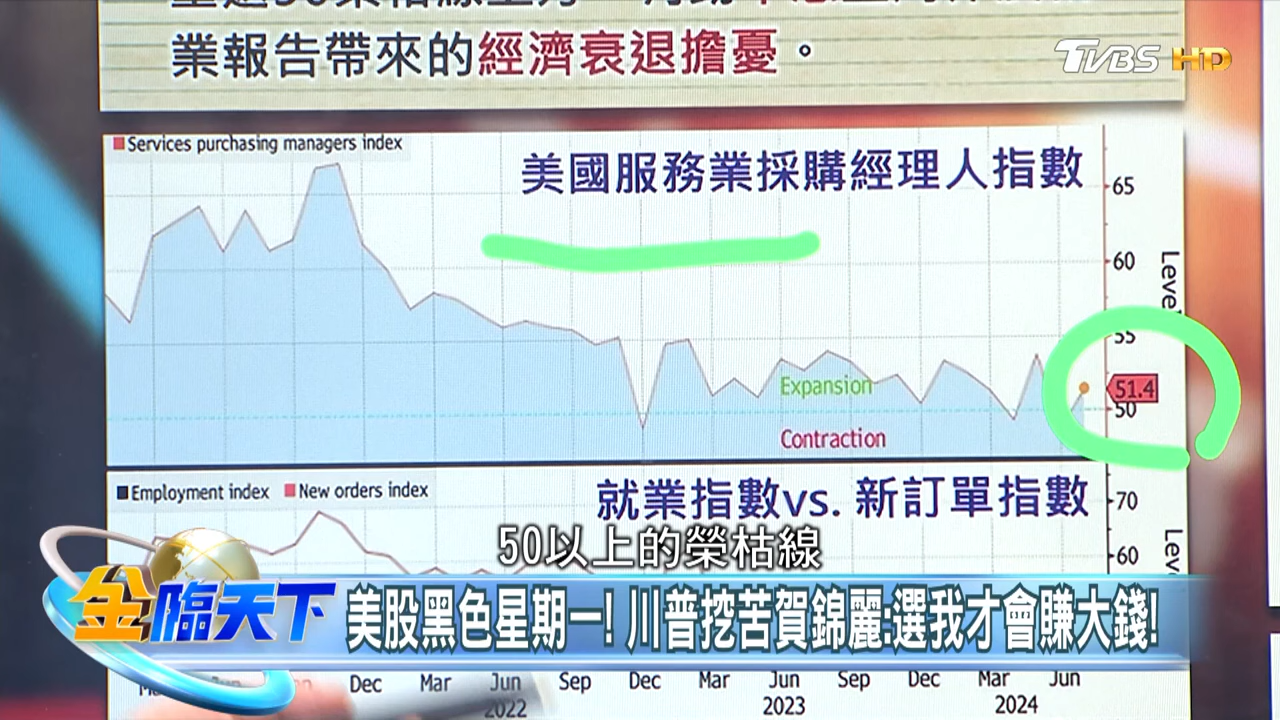 業報告帶來的經濟衰退擔憂。
TVBS HD
Services purchasing managers index
美國服務業採購經理人指數
65
60
55
51.4
50
Level
Expansion
Contraction
Employment index
New orders index
就業指數vs. 新訂單指數
70
60
50以上的榮枯線
金臨天下
美股黑色星期一! 川普挖苦賀錦麗:選我才會賺大錢!
Dec Mar Jun Sep Dec Mar Jun Sep Dec Mar Jun
2022 2023 2024